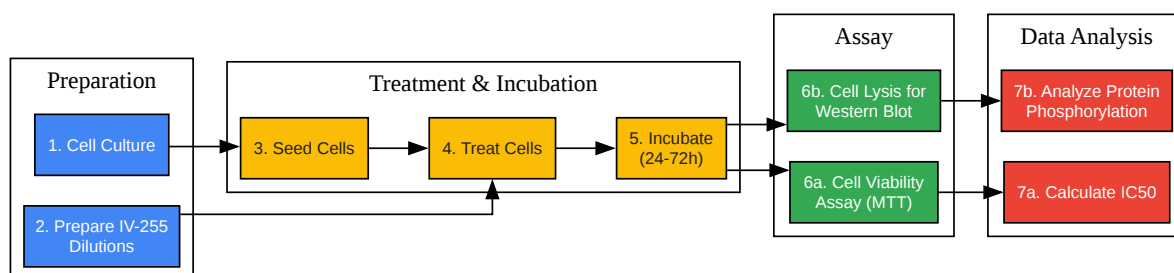 Preparation
1. Cell Culture
2. Prepare IV-255
Dilutions
Treatment & Incubation
3. Seed Cells
4. Treat Cells
5. Incubate
(24-72h)
Assay
6b. Cell Lysis for
Western Blot
6a. Cell Viability
Assay (MTT)
Data Analysis
7b. Analyze Protein
Phosphorylation
7a. Calculate IC50